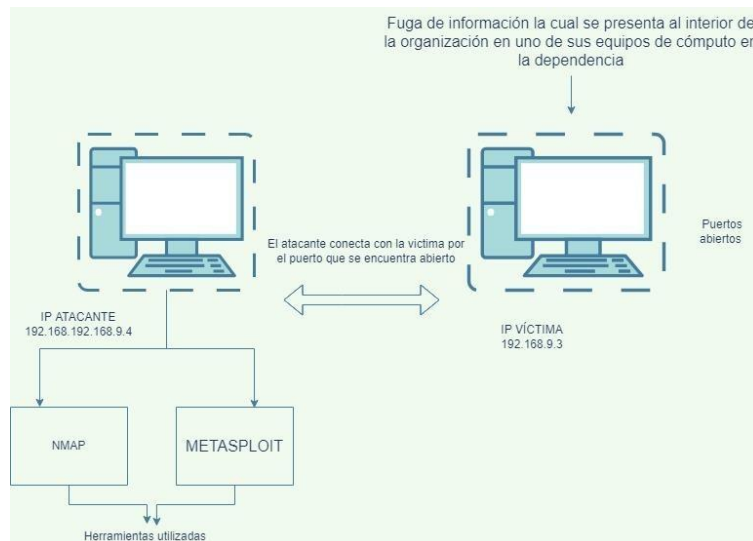 Fuga de información la cual se presenta al interior de
la organización en uno de sus equipos de cómputo en
la dependencia
Puertos
abiertos
El atacante conecta con la victima por
el puerto que se encuentra abierto
IP ATACANTE
192.168.192.168.9.4
IP VÍCTIMA
192.168.9.3
NMAP
METASPLOIT
Herramientas utilizadas